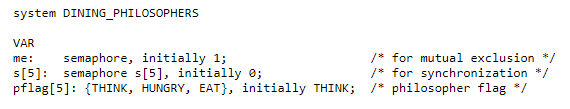 system DINING_PHILOSOPHERS
VAR
me:    semaphore, initially 1;                    /* for mutual exclusion */
s[5]:  semaphore s[5], initially 0;               /* for synchronization */
pflag[5]: {THINK, HUNGRY, EAT}, initially THINK;  /* philosopher flag */